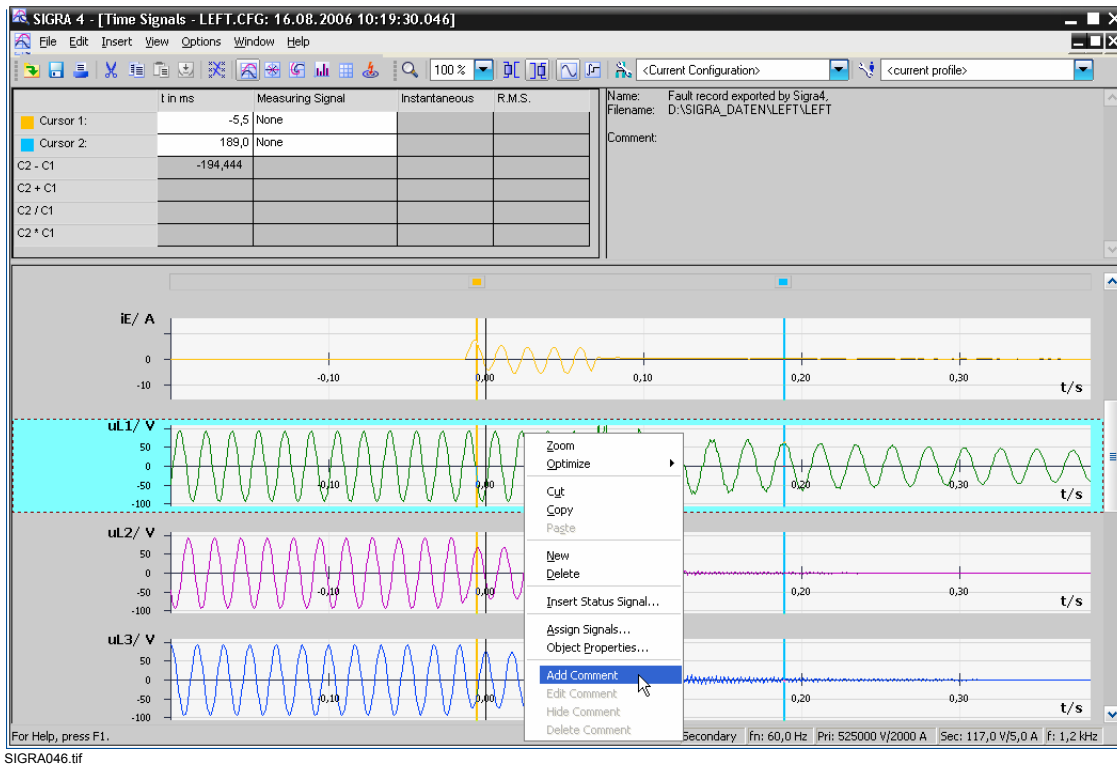 SIGRA 4 - [Time Signals - LEFT.CFG: 16.08.2006 10:19:30.046]
File Edit Insert View Options Window Help
100 % <Current Configuration> <current profile>
t in ms Measuring Signal Instantaneous R.M.S.
Cursor 1: -5,5 None
Cursor 2: 189,0 None
C2 - C1 -194,444
C2 + C1
C2 / C1
C2 * C1
Name: Fault record exported by Sigra4,
Filename: D:\SIGRA_DATEN\LEFT\LEFT
Comment:
iE/ A
0
-10
-0,10 0,00 0,10 0,20 0,30
t/s
uL1/ V
50
0
-50
-100
-0,10 0,00 0,20 0,30
t/s
uL2/ V
50
0
-50
-100
-0,10 0,00 0,20 0,30
t/s
uL3/ V
50
0
-50
-100
-0,10 0,00 0,20 0,30
t/s
Zoom
Optimize
Cut
Copy
Paste
New
Delete
Insert Status Signal...
Assign Signals...
Object Properties...
Add Comment
Edit Comment
Hide Comment
Delete Comment
For Help, press F1. Secondary fn: 60,0 Hz Pri: 525000 V/2000 A Sec: 117,0 V/5,0 A f: 1,2 kHz
SIGRA046.tif